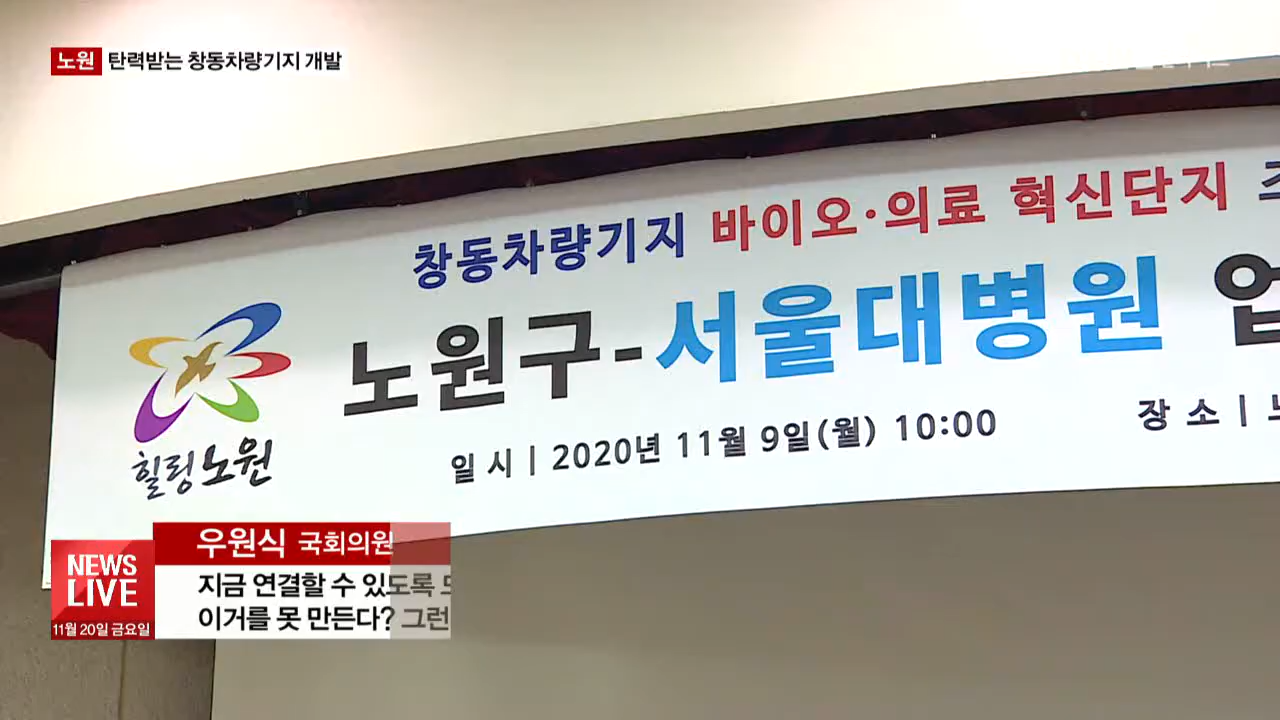 노원 탄력받는 창동차량기지 개발
창동차량기지 바이오·의료 혁신단지
노원구-서울대병원 업
힐링노원
일 시 | 2020년 11월 9일(월) 10:00
장 소 |
우원식 국회의원
NEWS
LIVE
지금 연결할 수 있도록
이거를 못 만든다? 그런
11월 20일 금요일